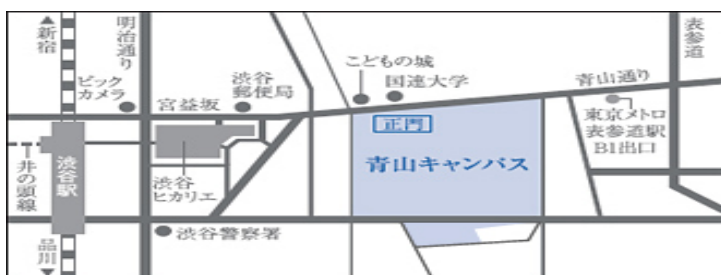 ▲新宿
明治通り
ビック
カメラ
宮益坂
渋谷
郵便局
こどもの城
国連大学
青山通り
表参道
正門
東京メトロ
表参道駅
B1出口
青山キャンパス
渋谷駅
井の頭線
渋谷
ヒカリエ
渋谷警察署
品川▼